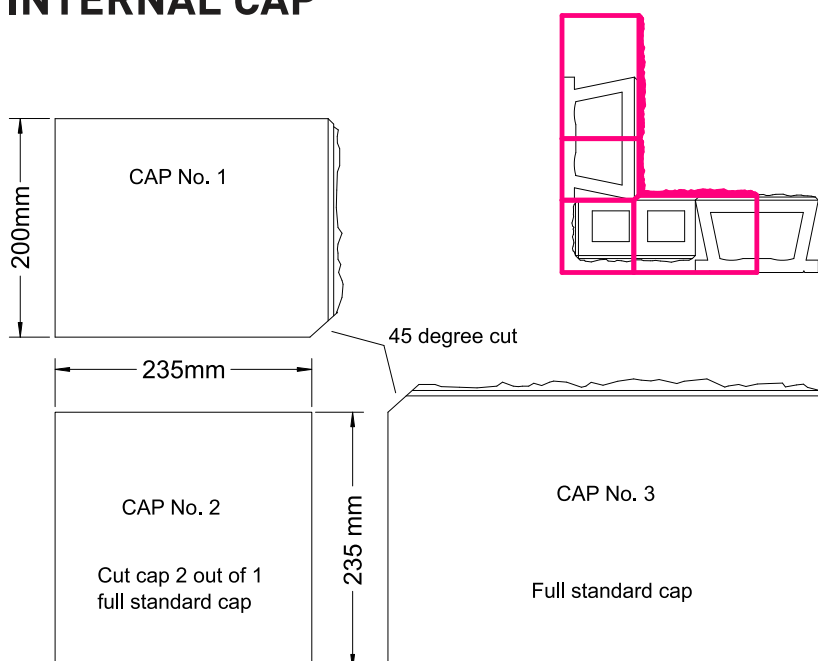 INTERNAL CAP
CAP No. 1
200mm
45 degree cut
235mm
CAP No. 2
Cut cap 2 out of 1
full standard cap
235 mm
CAP No. 3
Full standard cap